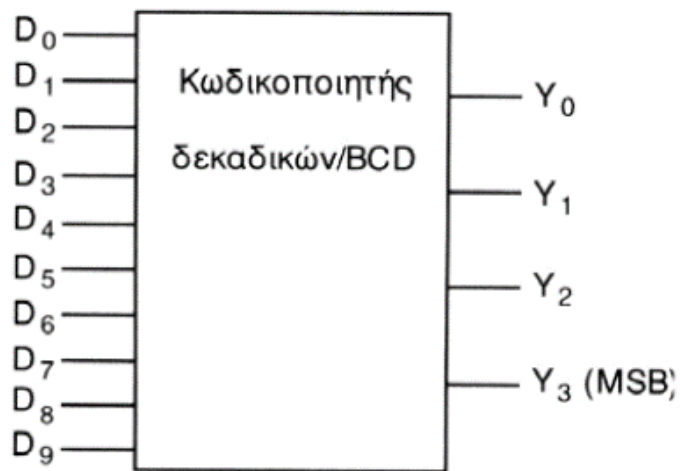 D0
D1
D2
D3
D4
D5
D6
D7
D8
D9
Κωδικοποιητής
δεκαδικών/BCD
Y0
Y1
Y2
Y3 (MSB)